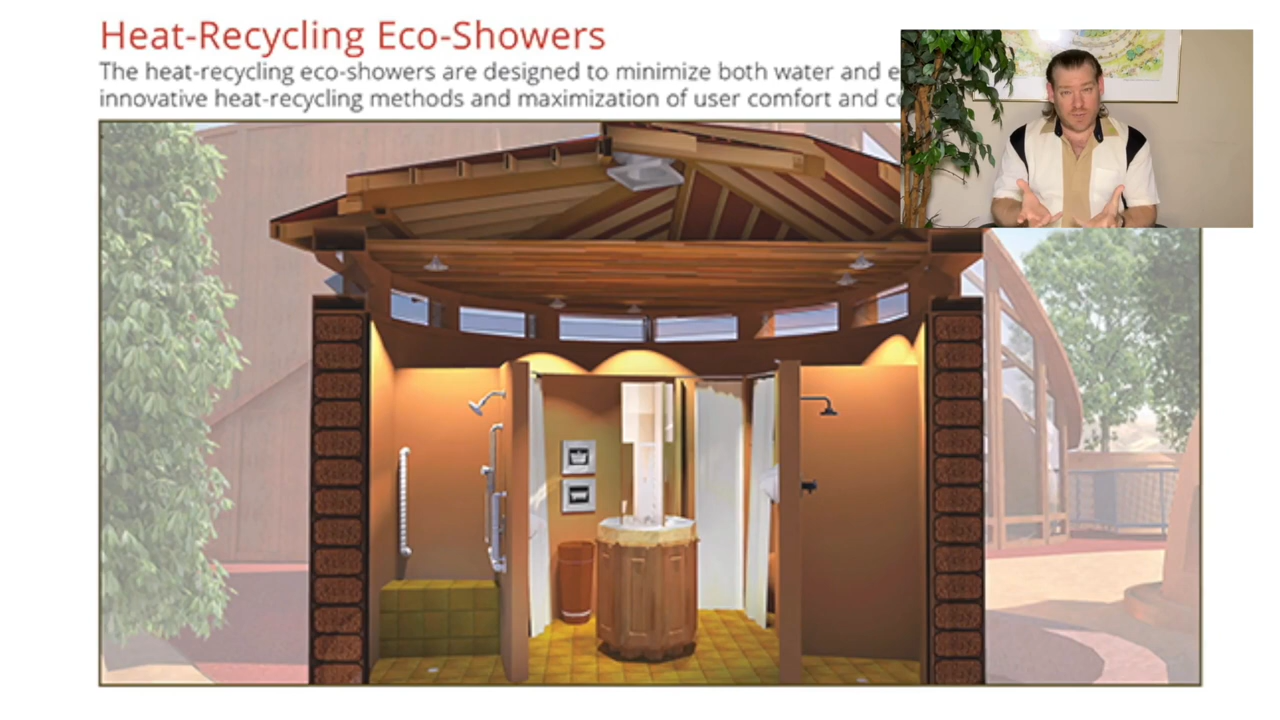 Heat-Recycling Eco-Showers
The heat-recycling eco-showers are designed to minimize both water and
innovative heat-recycling methods and maximization of user comfort and